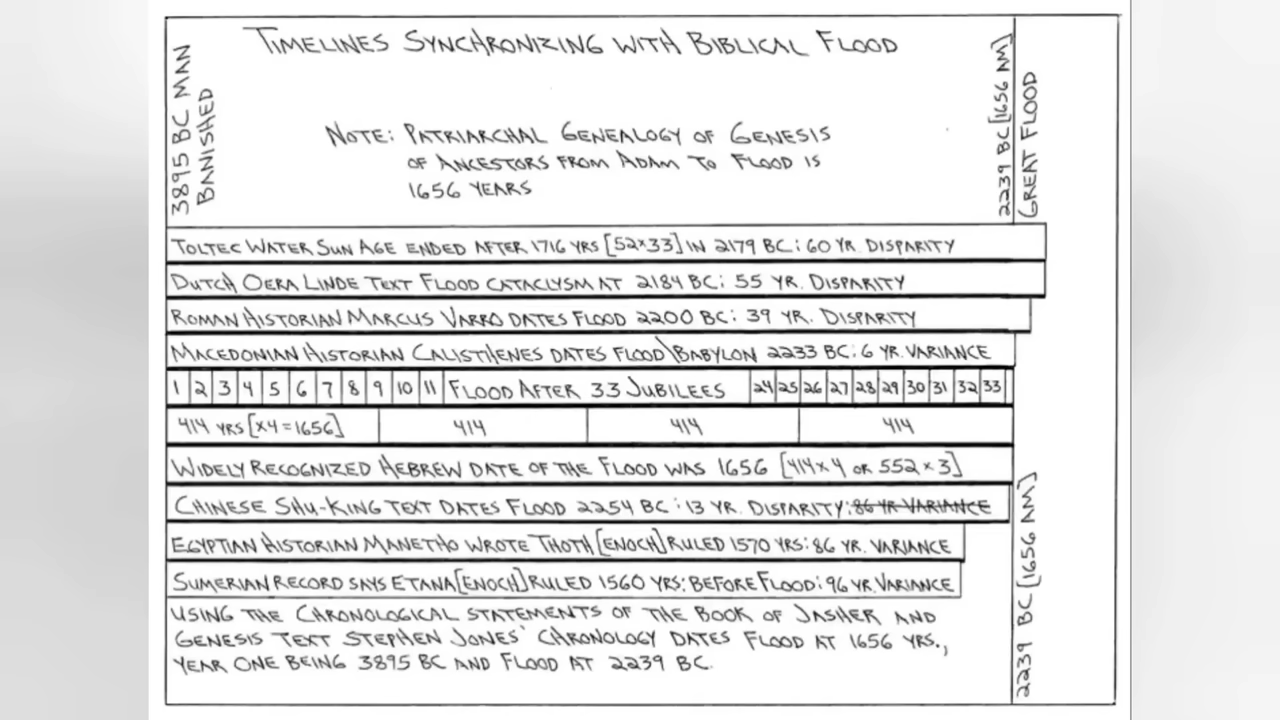 TIMELINES SYNCHRONIZING WITH BIBLICAL FLOOD
3895 BC MAN
BANISHED
NOTE: PATRIARCHAL GENEALOGY OF GENESIS
OF ANCESTORS FROM ADAM TO FLOOD IS
1656 YEARS
2239 BC [1656 AM]
GREAT FLOOD
TOLTEC WATER SUN AGE ENDED AFTER 1716 YRS [52×33] IN 2179 BC: 60 YR. DISPARITY
DUTCH OERA LINDE TEXT FLOOD CATACLYSM AT 2184 BC: 55 YR. DISPARITY
ROMAN HISTORIAN MARCUS VARRO DATES FLOOD 2200 BC: 39 YR. DISPARITY
MACEDONIAN HISTORIAN CALISTHENES DATES FLOOD\BABYLON 2233 BC: 6 YR. VARIANCE
1 2 3 4 5 6 7 8 9 10 11 FLOOD AFTER 33 JUBILEES 24 25 26 27 28 29 30 31 32 33
414 YRS [×4=1656] 414 414 414
WIDELY RECOGNIZED HEBREW DATE OF THE FLOOD WAS 1656 [414×4 OR 552×3]
CHINESE SHU-KING TEXT DATES FLOOD 2254 BC: 13 YR. DISPARITY: 86 YR VARIANCE
EGYPTIAN HISTORIAN MANETHO WROTE THOTH [ENOCH] RULED 1570 YRS: 86 YR. VARIANCE
SUMERIAN RECORD SAYS ETANA [ENOCH] RULED 1560 YRS: BEFORE FLOOD: 96 YR. VARIANCE
USING THE CHRONOLOGICAL STATEMENTS OF THE BOOK OF JASHER AND
GENESIS TEXT STEPHEN JONES' CHRONOLOGY DATES FLOOD AT 1656 YRS.,
YEAR ONE BEING 3895 BC AND FLOOD AT 2239 BC.
2239 BC [1656 AM]